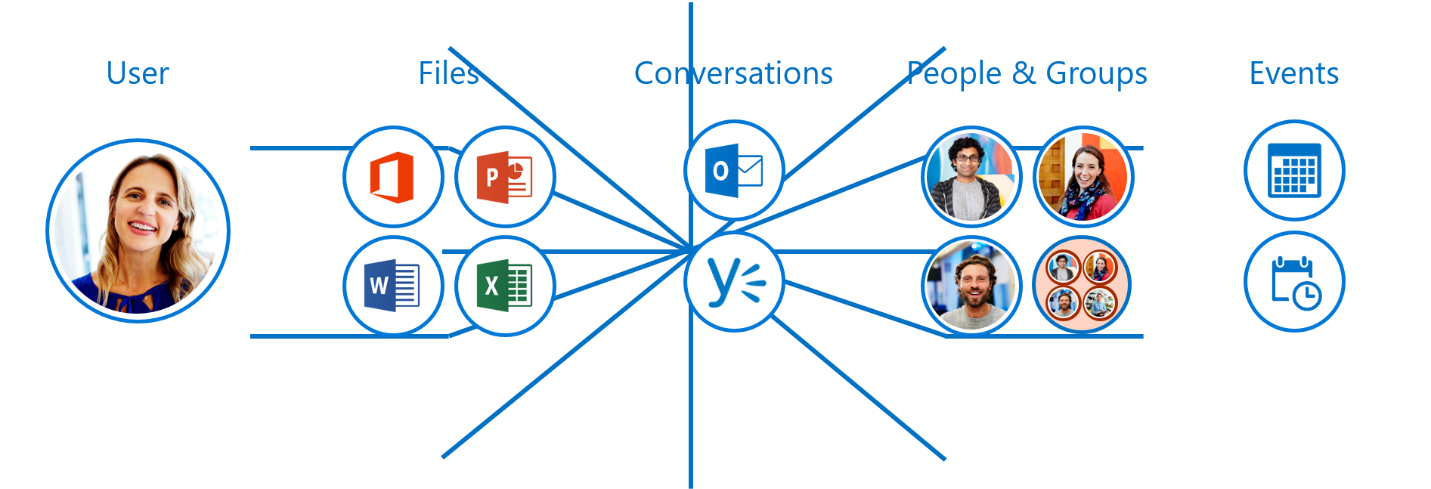 User
Files
Conversations
People & Groups
Events
P
O
W
X